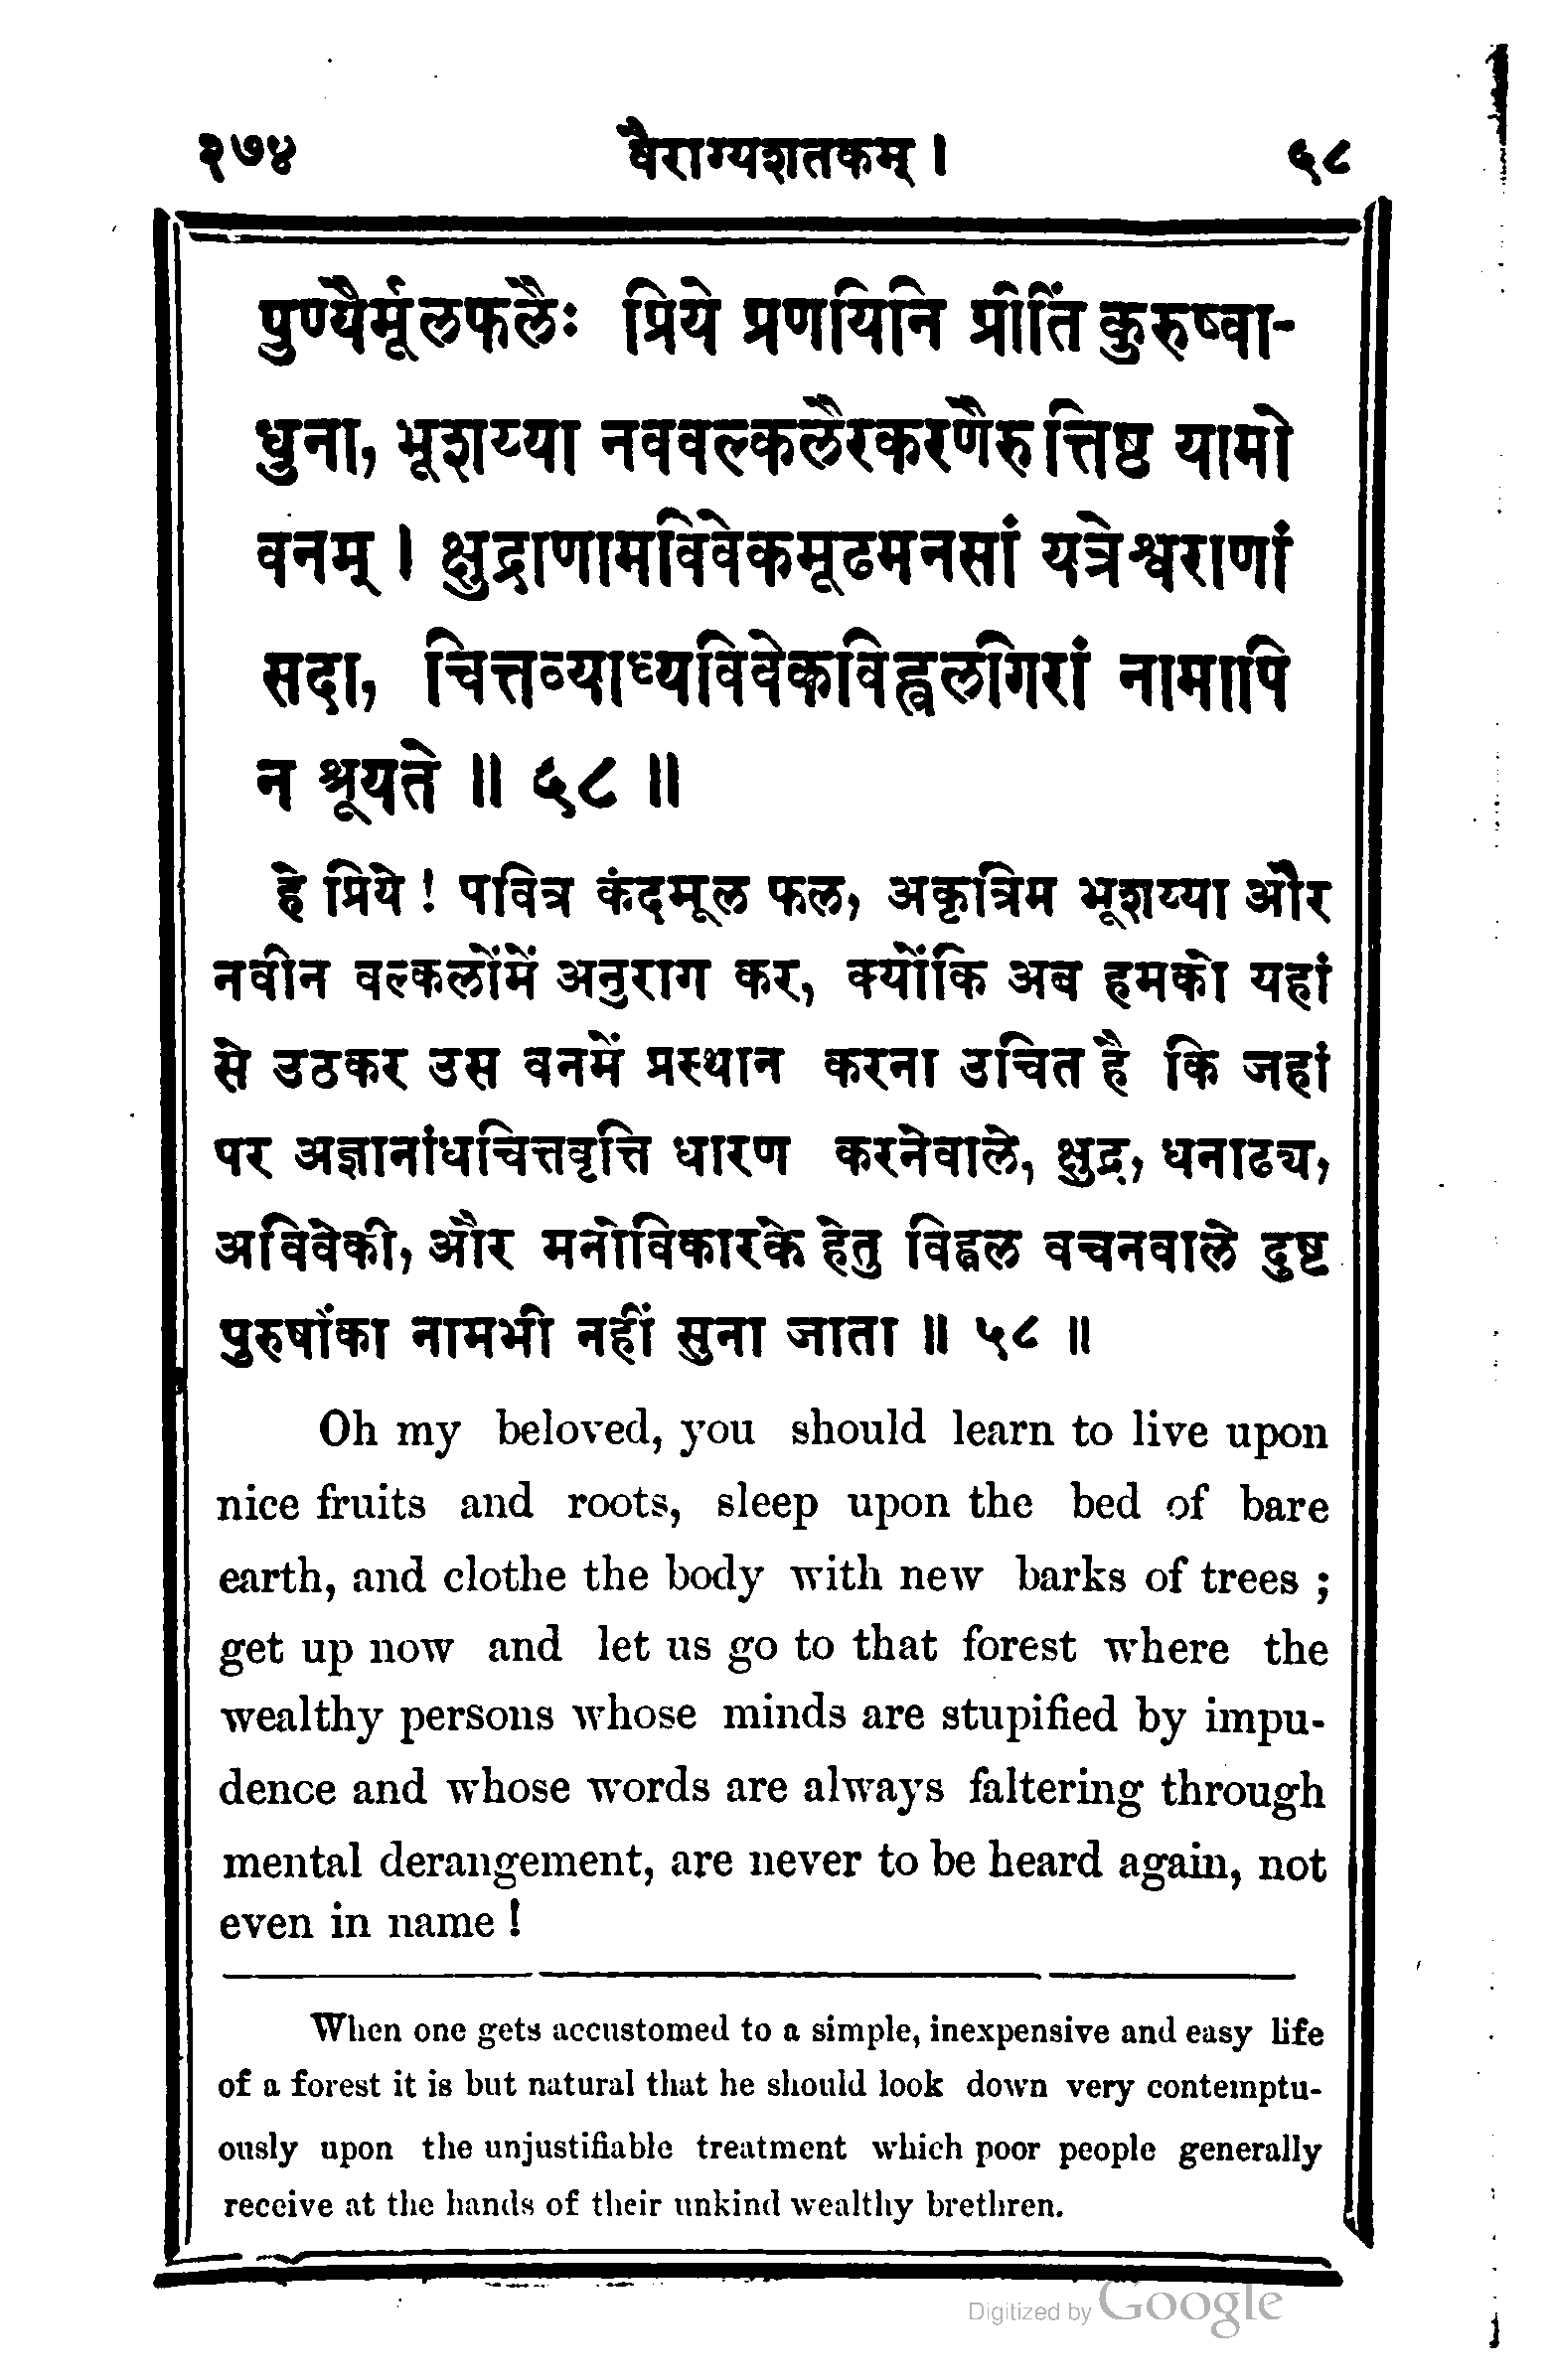 २७४ वैराग्यशतकम् । ५८
पुण्यैर्मूलफलैः प्रिये प्रणयिनि प्रीतिं कुरुष्वा-
धुना, भूशय्या नववल्कलैरकरणैरुत्तिष्ठ यामो
वनम् । क्षुद्राणामविवेकमूढमनसां यत्रेश्वराणां
सदा, चित्तव्याध्यविवेकविह्वलगिरां नामापि
न श्रूयते ॥ ५८ ॥
हे प्रिये ! पवित्र कंदमूल फल, अकृत्रिम भूशय्या और
नवीन वल्कलोंमें अनुराग कर, क्योंकि अब हमको यहां
से उठकर उस वनमें प्रस्थान करना उचित है कि जहां
पर अज्ञानांधचित्तवृत्ति धारण करनेवाले, क्षुद्र, धनाढ्य,
अविवेकी, और मनोविकारके हेतु विह्वल वचनवाले दुष्ट
पुरुषोंका नामभी नहीं सुना जाता ॥ ५८ ॥
Oh my beloved, you should learn to live upon
nice fruits and roots, sleep upon the bed of bare
earth, and clothe the body with new barks of trees ;
get up now and let us go to that forest where the
wealthy persons whose minds are stupified by impu-
dence and whose words are always faltering through
mental derangement, are never to be heard again, not
even in name !
When one gets accustomed to a simple, inexpensive and easy life
of a forest it is but natural that he should look down very contemptu-
ously upon the unjustifiable treatment which poor people generally
receive at the hands of their unkind wealthy brethren.
Digitized by Google